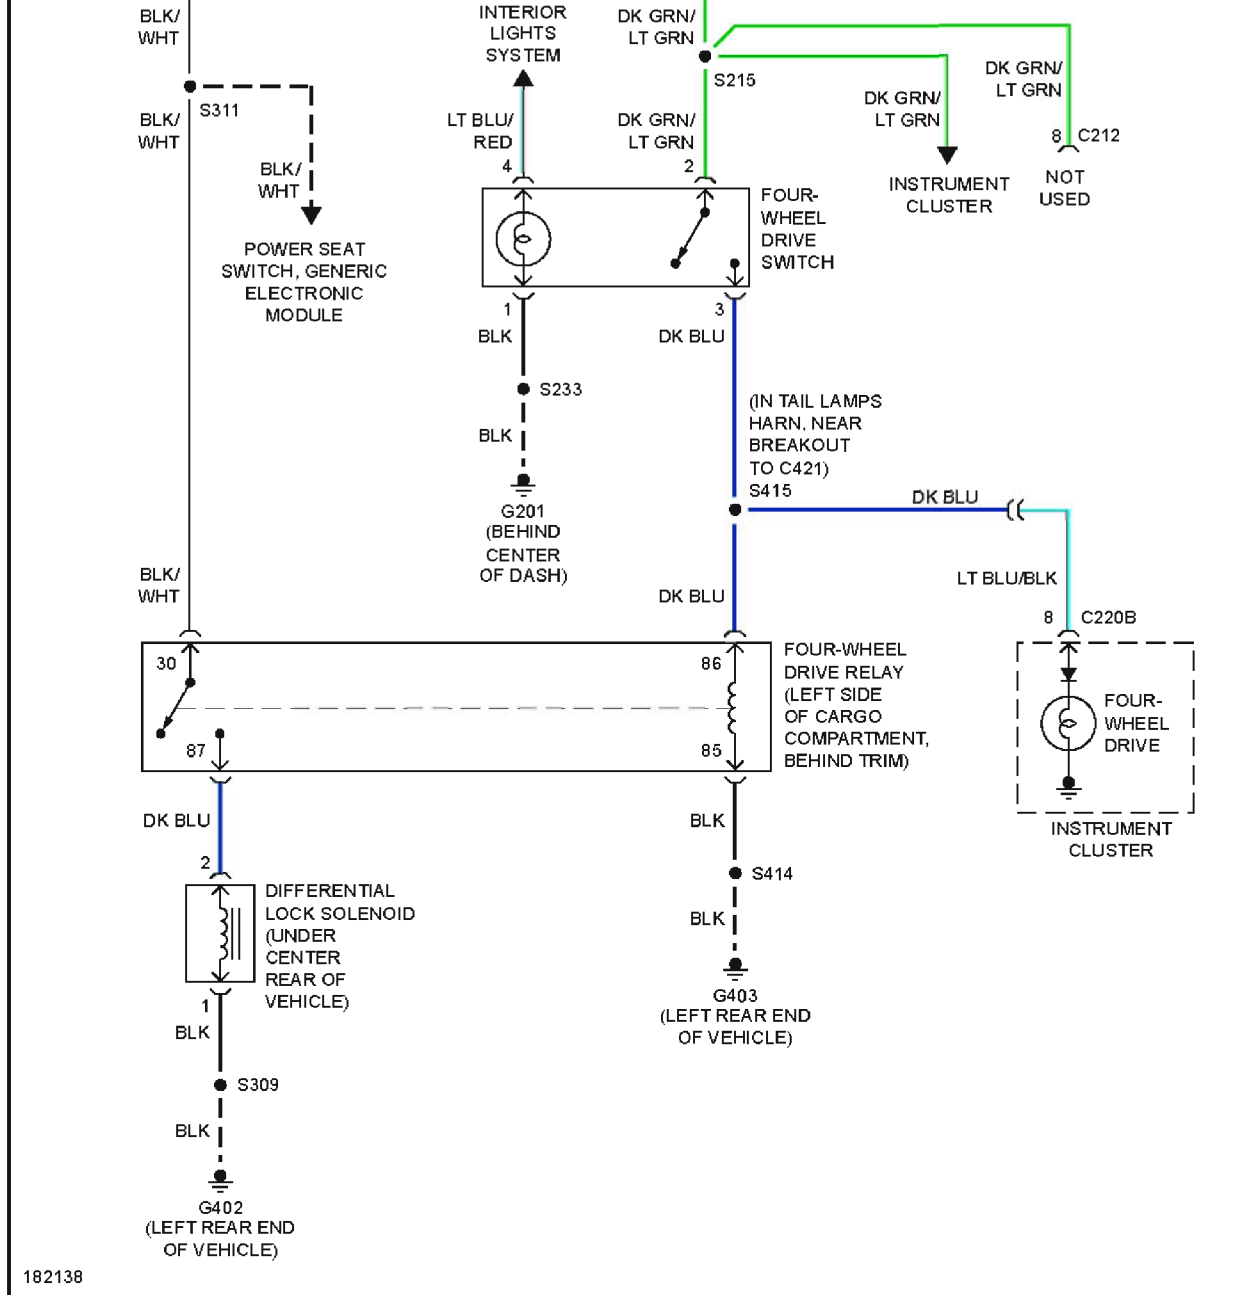 BLK/
WHT
INTERIOR
LIGHTS
SYSTEM
DK GRN/
LT GRN
S215
DK GRN/
LT GRN
DK GRN/
LT GRN
8 C212
NOT
USED
INSTRUMENT
CLUSTER
S311
BLK/
WHT
BLK/
WHT
POWER SEAT
SWITCH, GENERIC
ELECTRONIC
MODULE
LT BLU/
RED
4
DK GRN/
LT GRN
2
FOUR-
WHEEL
DRIVE
SWITCH
1
BLK
S233
BLK
G201
(BEHIND
CENTER
OF DASH)
3
DK BLU
(IN TAIL LAMPS
HARN, NEAR
BREAKOUT
TO C421)
S415
DK BLU
LT BLU/BLK
8 C220B
BLK/
WHT
DK BLU
30
87
86
85
FOUR-WHEEL
DRIVE RELAY
(LEFT SIDE
OF CARGO
COMPARTMENT,
BEHIND TRIM)
FOUR-
WHEEL
DRIVE
INSTRUMENT
CLUSTER
DK BLU
2
DIFFERENTIAL
LOCK SOLENOID
(UNDER
CENTER
REAR OF
VEHICLE)
1
BLK
S309
BLK
G402
(LEFT REAR END
OF VEHICLE)
BLK
S414
BLK
G403
(LEFT REAR END
OF VEHICLE)
182138